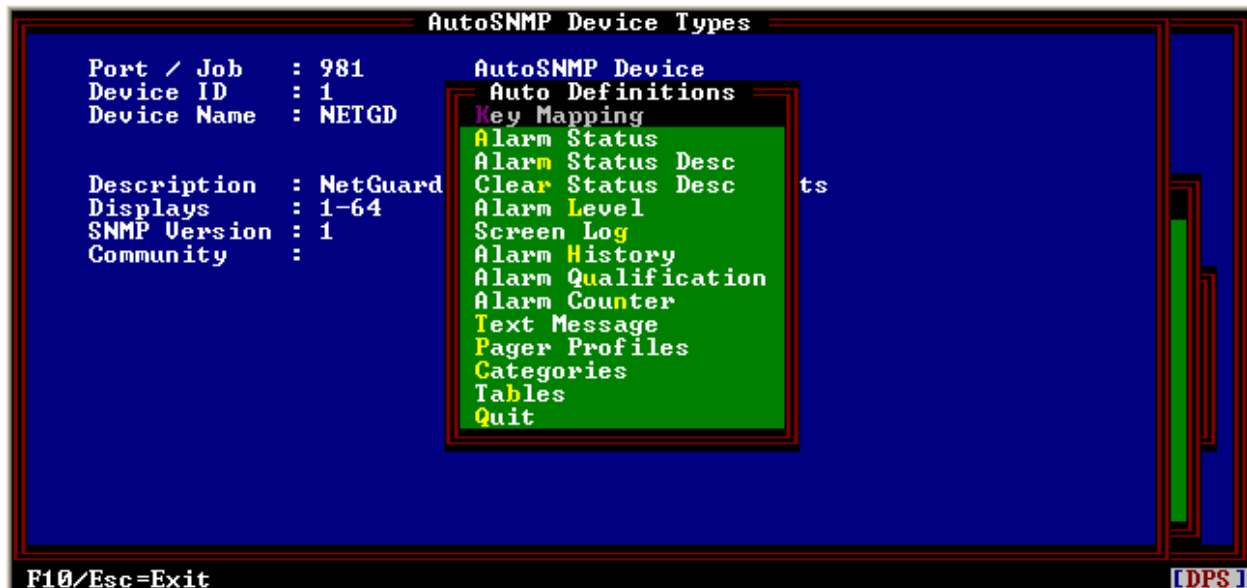 AutoSNMP Device Types
Port / Job : 981 AutoSNMP Device
Device ID : 1
Device Name : NETGD
Description : NetGuard ts
Displays : 1-64
SNMP Version : 1
Community :
Auto Definitions
Key Mapping
Alarm Status
Alarm Status Desc
Clear Status Desc
Alarm Level
Screen Log
Alarm History
Alarm Qualification
Alarm Counter
Text Message
Pager Profiles
Categories
Tables
Quit
F10/Esc=Exit [DPS]